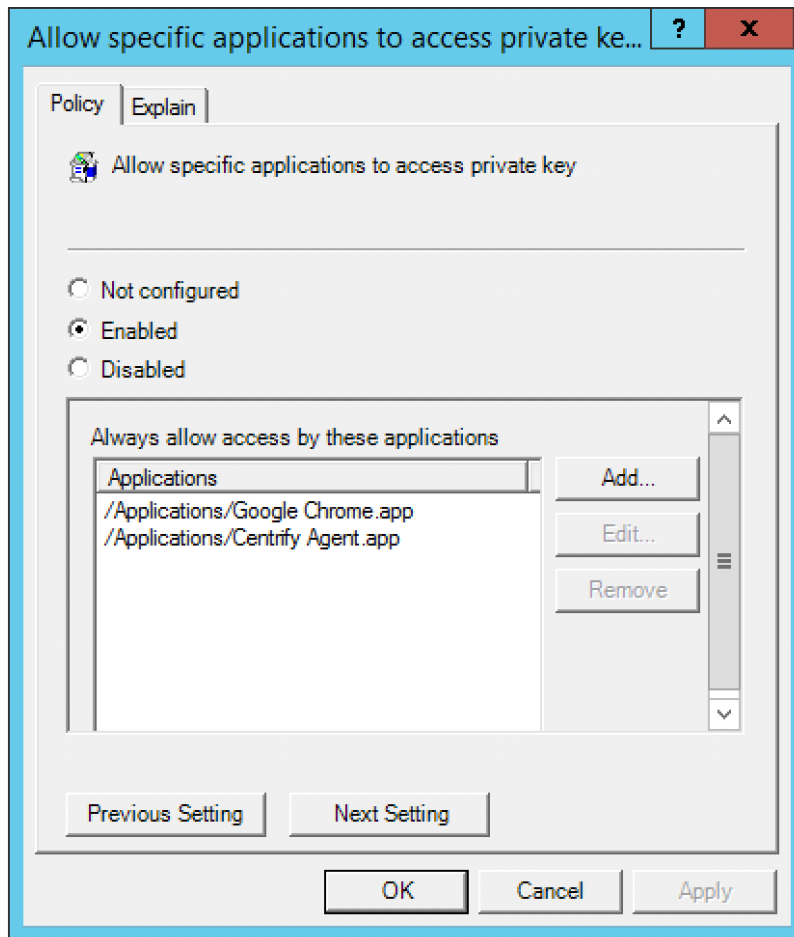 Allow specific applications to access private ke...
?
x
Policy
Explain
Allow specific applications to access private key
Not configured
Enabled
Disabled
Always allow access by these applications
Applications
Add...
/Applications/Google Chrome.app
/Applications/Centrify Agent.app
Edit...
Remove
Previous Setting
Next Setting
OK
Cancel
Apply